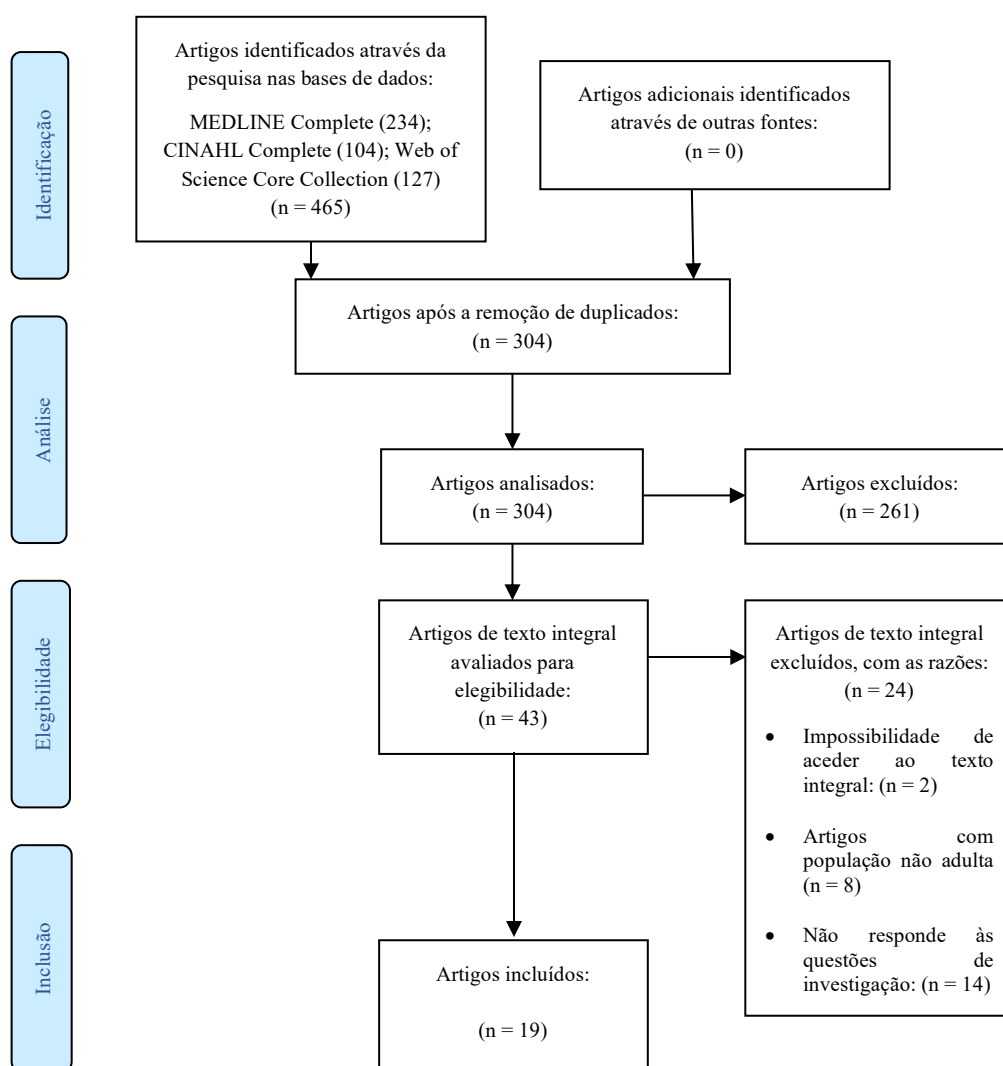 Identificação
Artigos identificados através da
pesquisa nas bases de dados:
MEDLINE Complete (234);
CINAHL Complete (104); Web of
Science Core Collection (127)
(n = 465)
Artigos adicionais identificados
através de outras fontes:
(n = 0)
Artigos após a remoção de duplicados:
(n = 304)
Análise
Artigos analisados:
(n = 304)
Artigos excluídos:
(n = 261)
Elegibilidade
Artigos de texto integral
avaliados para
elegibilidade:
(n = 43)
Artigos de texto integral
excluídos, com as razões:
(n = 24)
• Impossibilidade de
aceder ao texto
integral: (n = 2)
• Artigos com
população não adulta
(n = 8)
• Não responde às
questões de
investigação: (n = 14)
Inclusão
Artigos incluídos:
(n = 19)